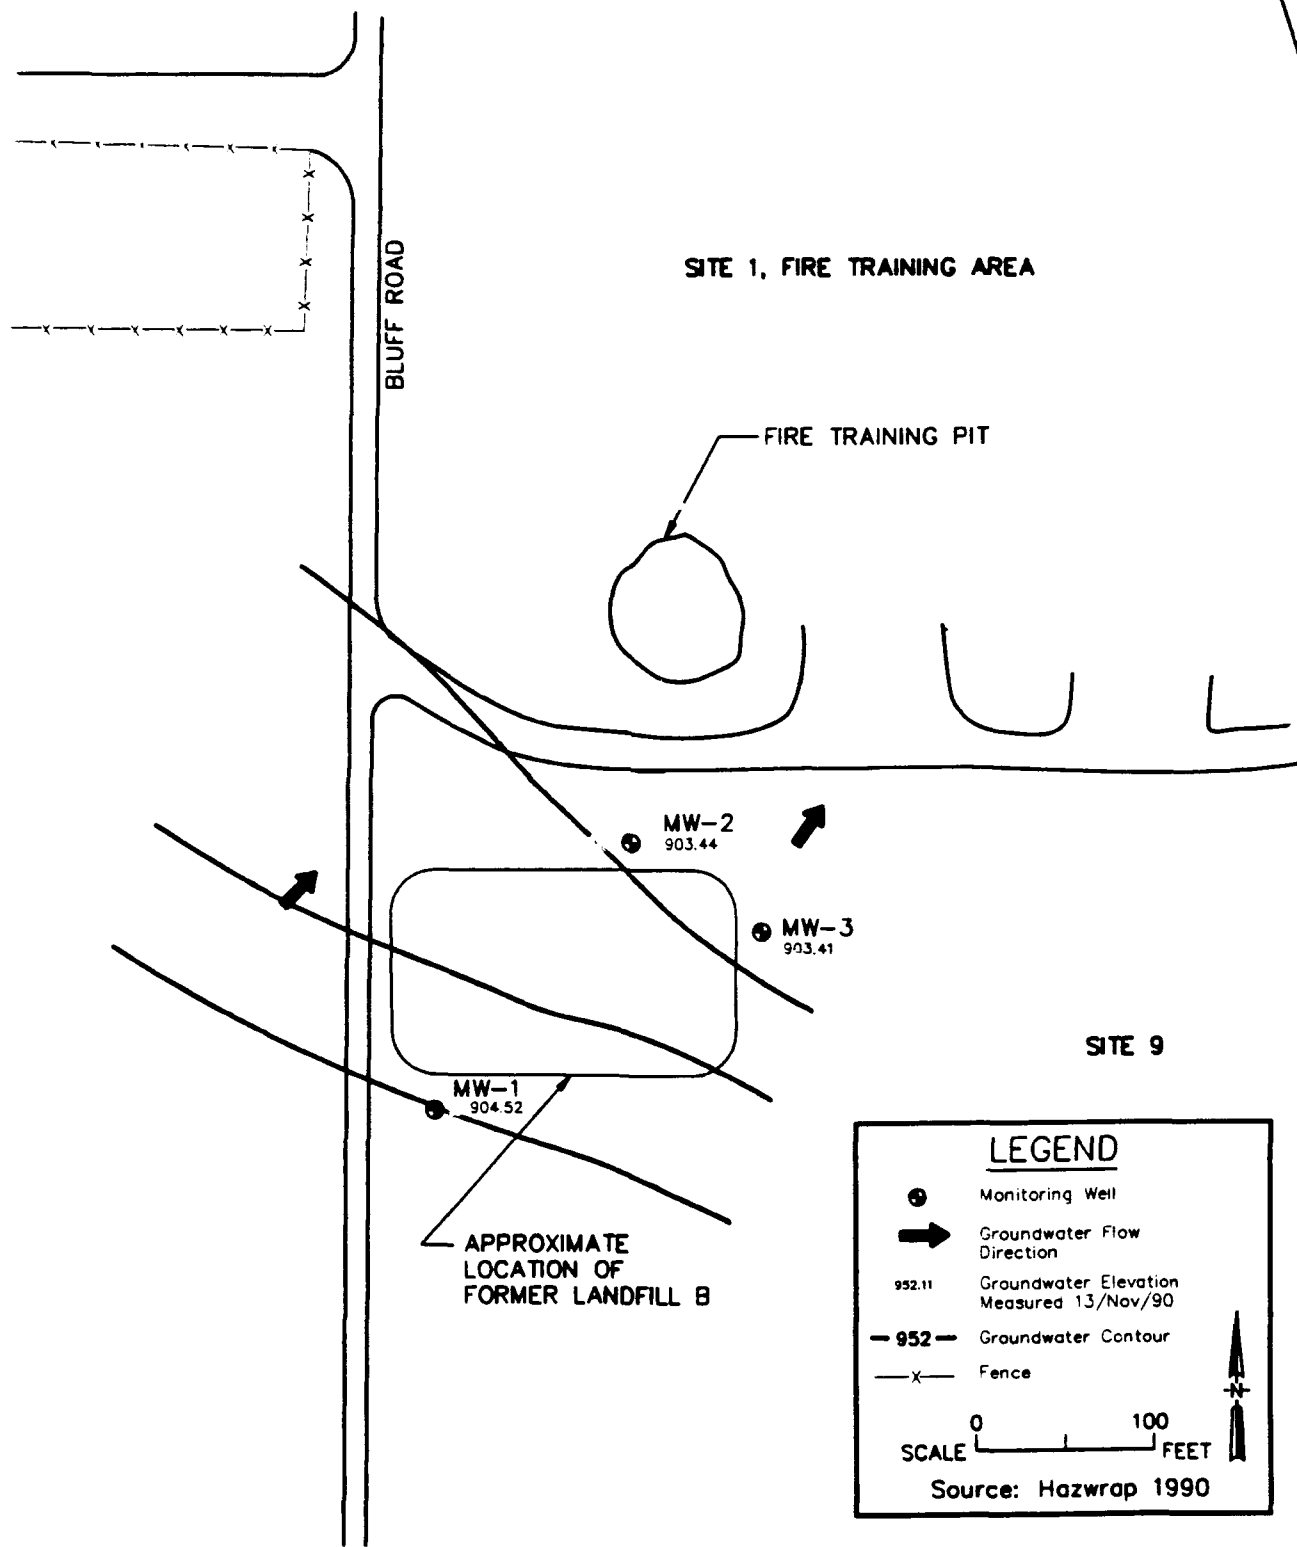 BLUFF ROAD
SITE 1, FIRE TRAINING AREA
FIRE TRAINING PIT
MW-2
903.44
MW-3
903.41
SITE 9
MW-1
904.52
APPROXIMATE
LOCATION OF
FORMER LANDFILL B
LEGEND
Monitoring Well
Groundwater Flow
Direction
952.11
Groundwater Elevation
Measured 13/Nov/90
952
Groundwater Contour
X
Fence
N
0
100
SCALE
FEET
Source: Hazwrap 1990